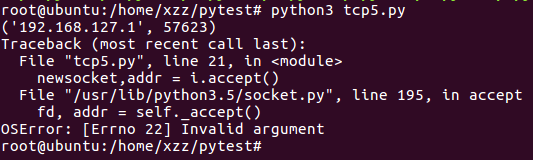 root@ubuntu:/home/xzz/pytest# python3 tcp5.py
('192.168.127.1', 57623)
Traceback (most recent call last):
  File "tcp5.py", line 21, in <module>
    newsocket,addr = i.accept()
  File "/usr/lib/python3.5/socket.py", line 195, in accept
    fd, addr = self._accept()
OSError: [Errno 22] Invalid argument
root@ubuntu:/home/xzz/pytest#